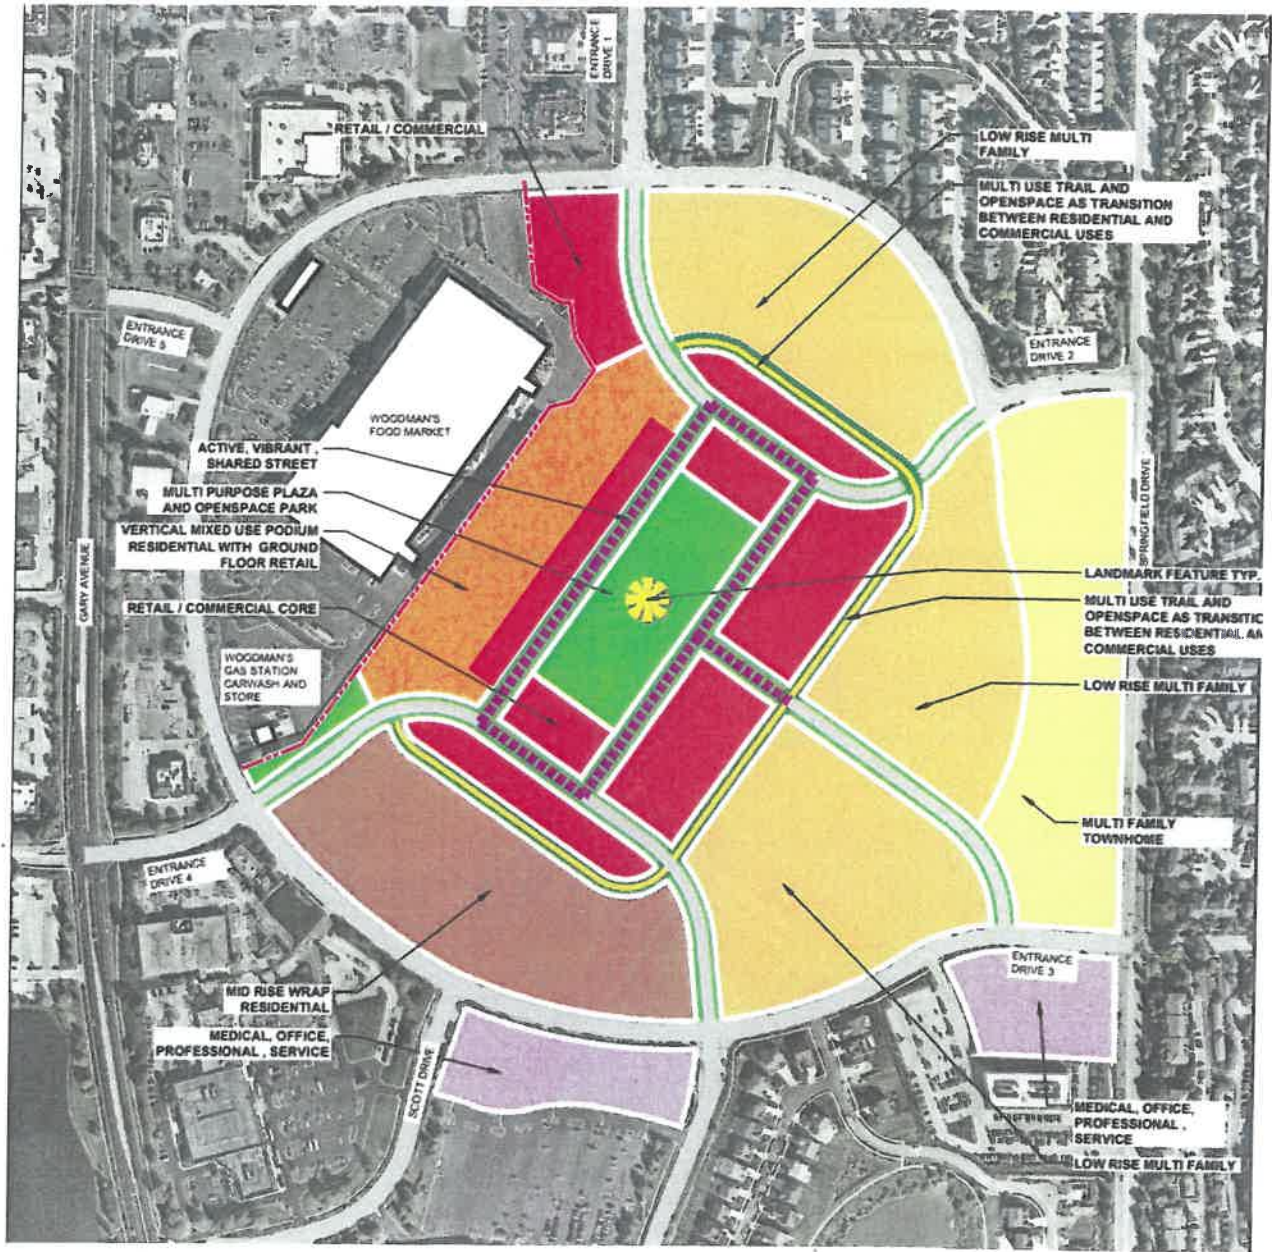 ENTRANCE
DRIVE 1
RETAIL / COMMERCIAL
LOW RISE MULTI
FAMILY
MULTI USE TRAIL AND
OPENSPACE AS TRANSITION
BETWEEN RESIDENTIAL AND
COMMERCIAL USES
ENTRANCE
DRIVE 5
ENTRANCE
DRIVE 2
WOODMAN'S
FOOD MARKET
ACTIVE, VIBRANT ,
SHARED STREET
MULTI PURPOSE PLAZA
AND OPENSPACE PARK
VERTICAL MIXED USE PODIUM
RESIDENTIAL WITH GROUND
FLOOR RETAIL
SPRINGFIELD DRIVE
GARY AVENUE
LANDMARK FEATURE TYP.
RETAIL / COMMERCIAL CORE
MULTI USE TRAIL AND
OPENSPACE AS TRANSITIC
BETWEEN RESIDENTIAL AN
COMMERCIAL USES
WOODMAN'S
GAS STATION
CARWASH AND
STORE
LOW RISE MULTI FAMILY
MULTI FAMILY
TOWNHOME
ENTRANCE
DRIVE 4
ENTRANCE
DRIVE 3
MID RISE WRAP
RESIDENTIAL
MEDICAL, OFFICE,
PROFESSIONAL , SERVICE
SCOTT DRIVE
MEDICAL, OFFICE,
PROFESSIONAL ,
SERVICE
LOW RISE MULTI FAMILY